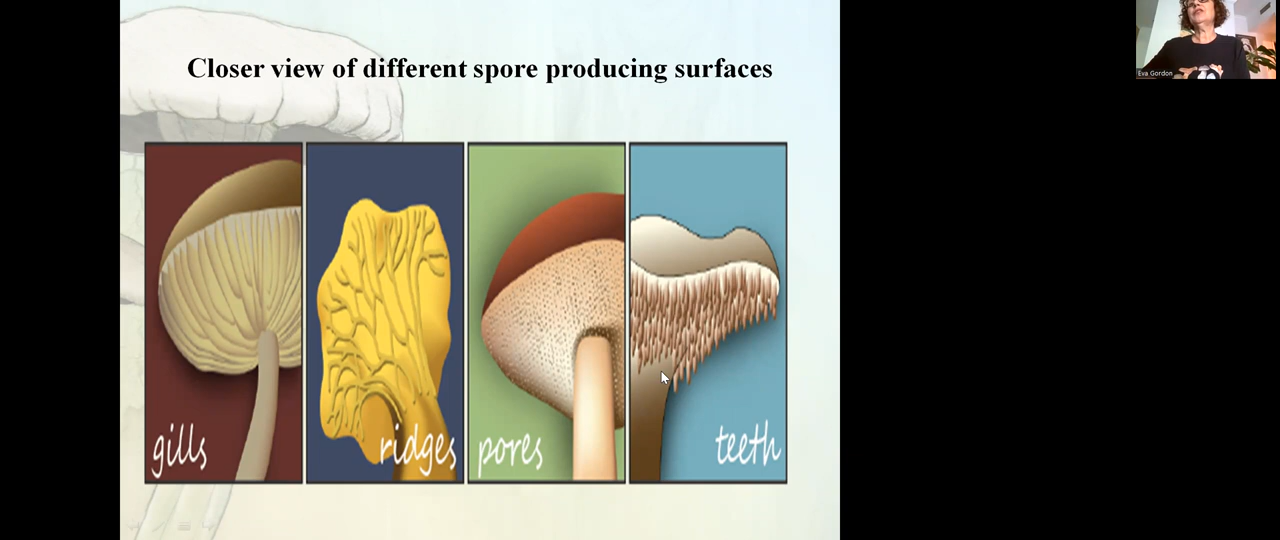 Closer view of different spore producing surfaces
gills
ridges
pores
teeth
Eva Gordon